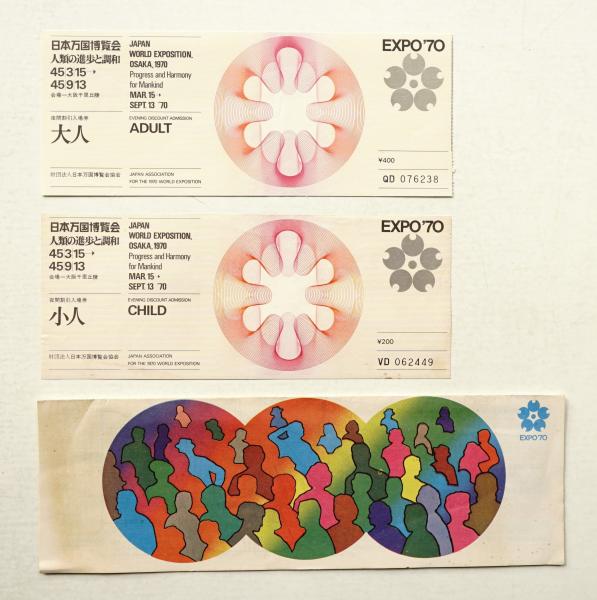 日本万国博覧会
人類の進歩と調和
45|3|15→
45|9|13
会場—大阪千里丘陵
夜間割引入場券
大人
財団法人日本万国博覧会協会
JAPAN
WORLD EXPOSITION,
OSAKA, 1970
Progress and Harmony
for Mankind
MAR. 15→
SEPT. 13 '70
EVENING DISCOUNT ADMISSION
ADULT
JAPAN ASSOCIATION
FOR THE 1970 WORLD EXPOSITION
EXPO'70
¥400
QD 076238
日本万国博覧会
人類の進歩と調和
45|3|15→
45|9|13
会場—大阪千里丘陵
夜間割引入場券
小人
財団法人日本万国博覧会協会
JAPAN
WORLD EXPOSITION,
OSAKA, 1970
Progress and Harmony
for Mankind
MAR. 15→
SEPT. 13 '70
EVENING DISCOUNT ADMISSION
CHILD
JAPAN ASSOCIATION
FOR THE 1970 WORLD EXPOSITION
EXPO'70
¥200
VD 062449
EXPO'70